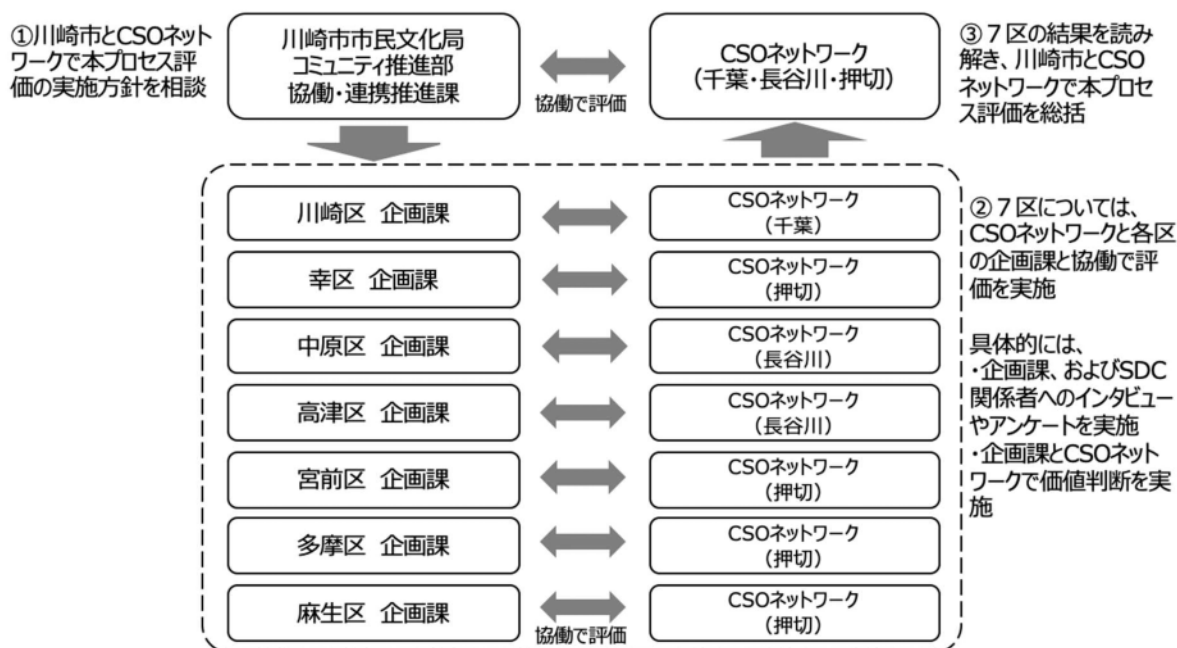 ①川崎市とCSOネット
ワークで本プロセス評
価の実施方針を相談
川崎市市民文化局
コミュニティ推進部
協働・連携推進課
協働で評価
CSOネットワーク
(千葉・長谷川・押切)
③7区の結果を読み
解き、川崎市とCSO
ネットワークで本プロセ
ス評価を総括
川崎区 企画課
CSOネットワーク
(千葉)
幸区 企画課
CSOネットワーク
(押切)
中原区 企画課
CSOネットワーク
(長谷川)
高津区 企画課
CSOネットワーク
(長谷川)
宮前区 企画課
CSOネットワーク
(押切)
多摩区 企画課
CSOネットワーク
(押切)
麻生区 企画課
協働で評価
CSOネットワーク
(押切)
②7区については、
CSOネットワークと各区
の企画課と協働で評
価を実施
具体的には、
・企画課、およびSDC
関係者へのインタビュー
やアンケートを実施
・企画課とCSOネット
ワークで価値判断を実
施